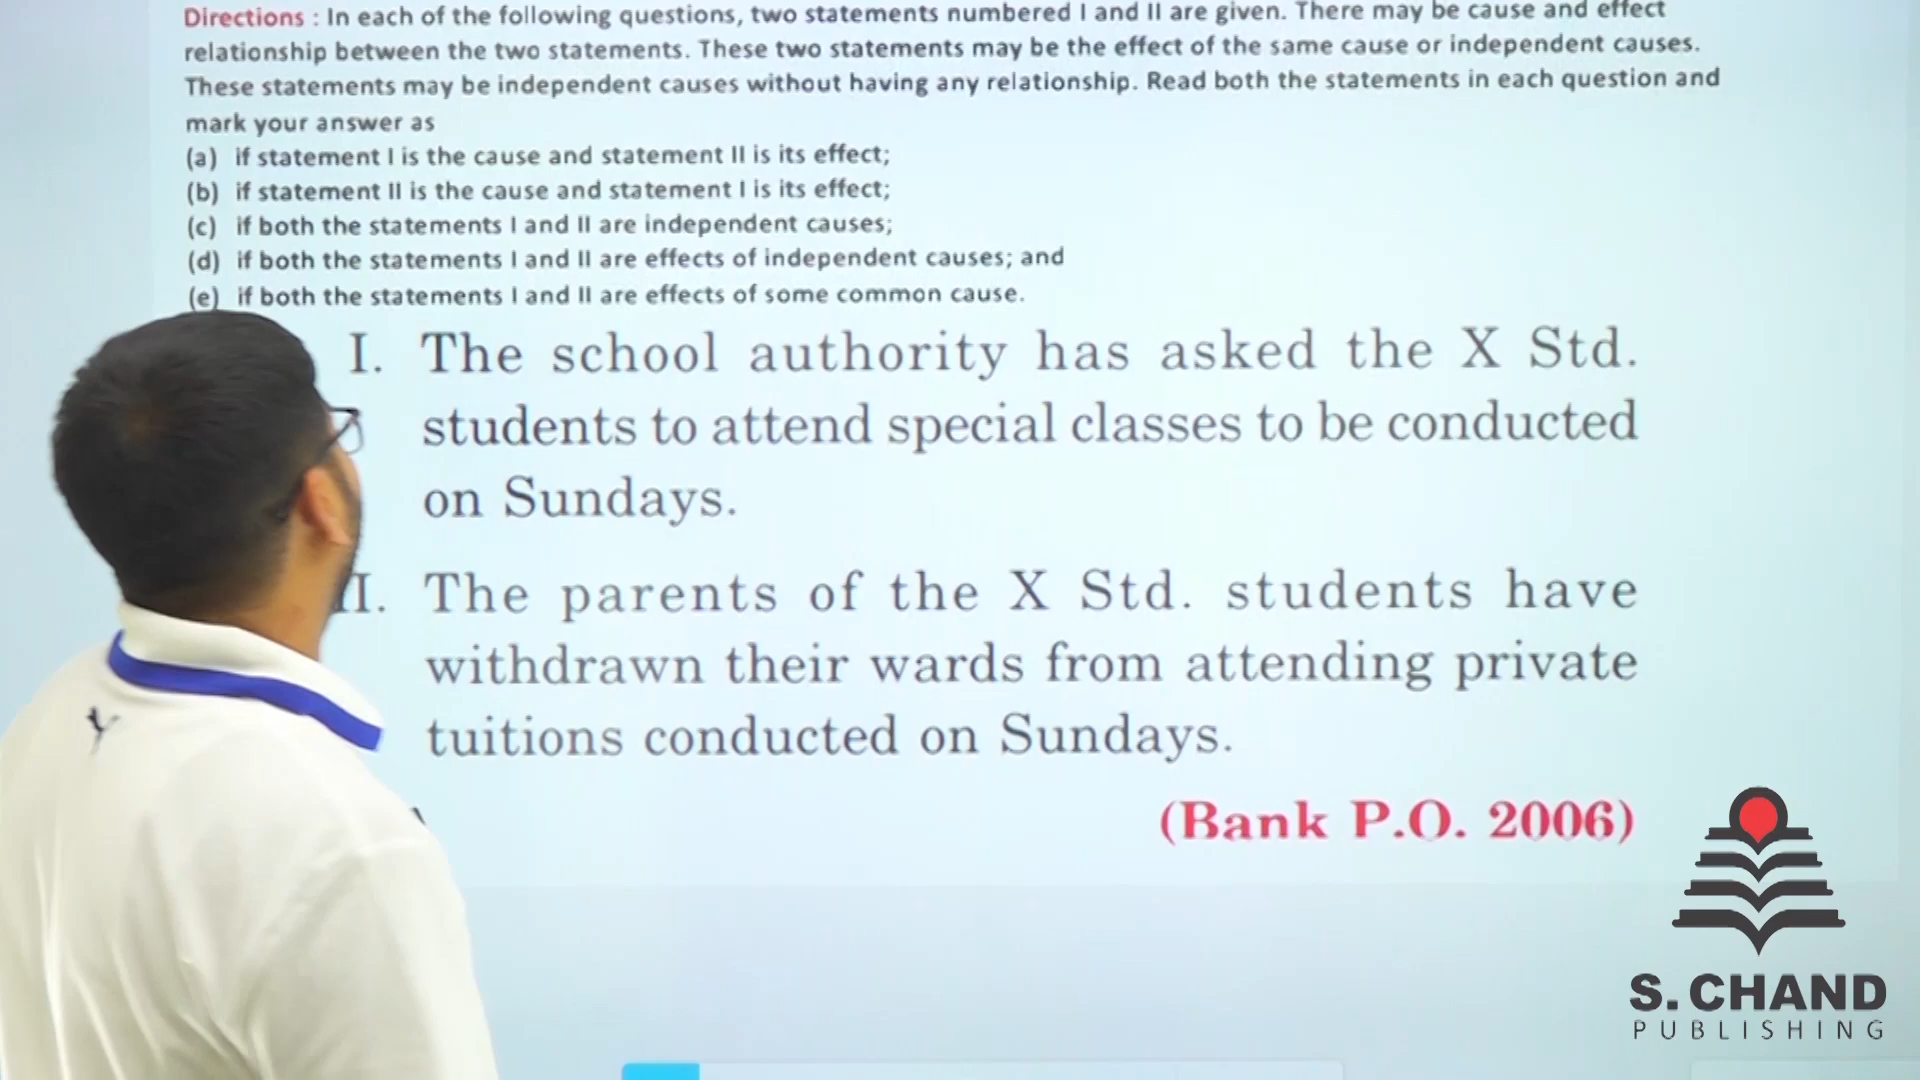 Directions : In each of the following questions, two statements numbered I and II are given. There may be cause and effect
relationship between the two statements. These two statements may be the effect of the same cause or independent causes.
These statements may be independent causes without having any relationship. Read both the statements in each question and
mark your answer as
(a) if statement I is the cause and statement II is its effect;
(b) if statement II is the cause and statement I is its effect;
(c) if both the statements I and II are independent causes;
(d) if both the statements I and II are effects of independent causes; and
(e) if both the statements I and II are effects of some common cause.
I. The school authority has asked the X Std.
students to attend special classes to be conducted
on Sundays.
II. The parents of the X Std. students have
withdrawn their wards from attending private
tuitions conducted on Sundays.
(Bank P.O. 2006)
S. CHAND
PUBLISHING